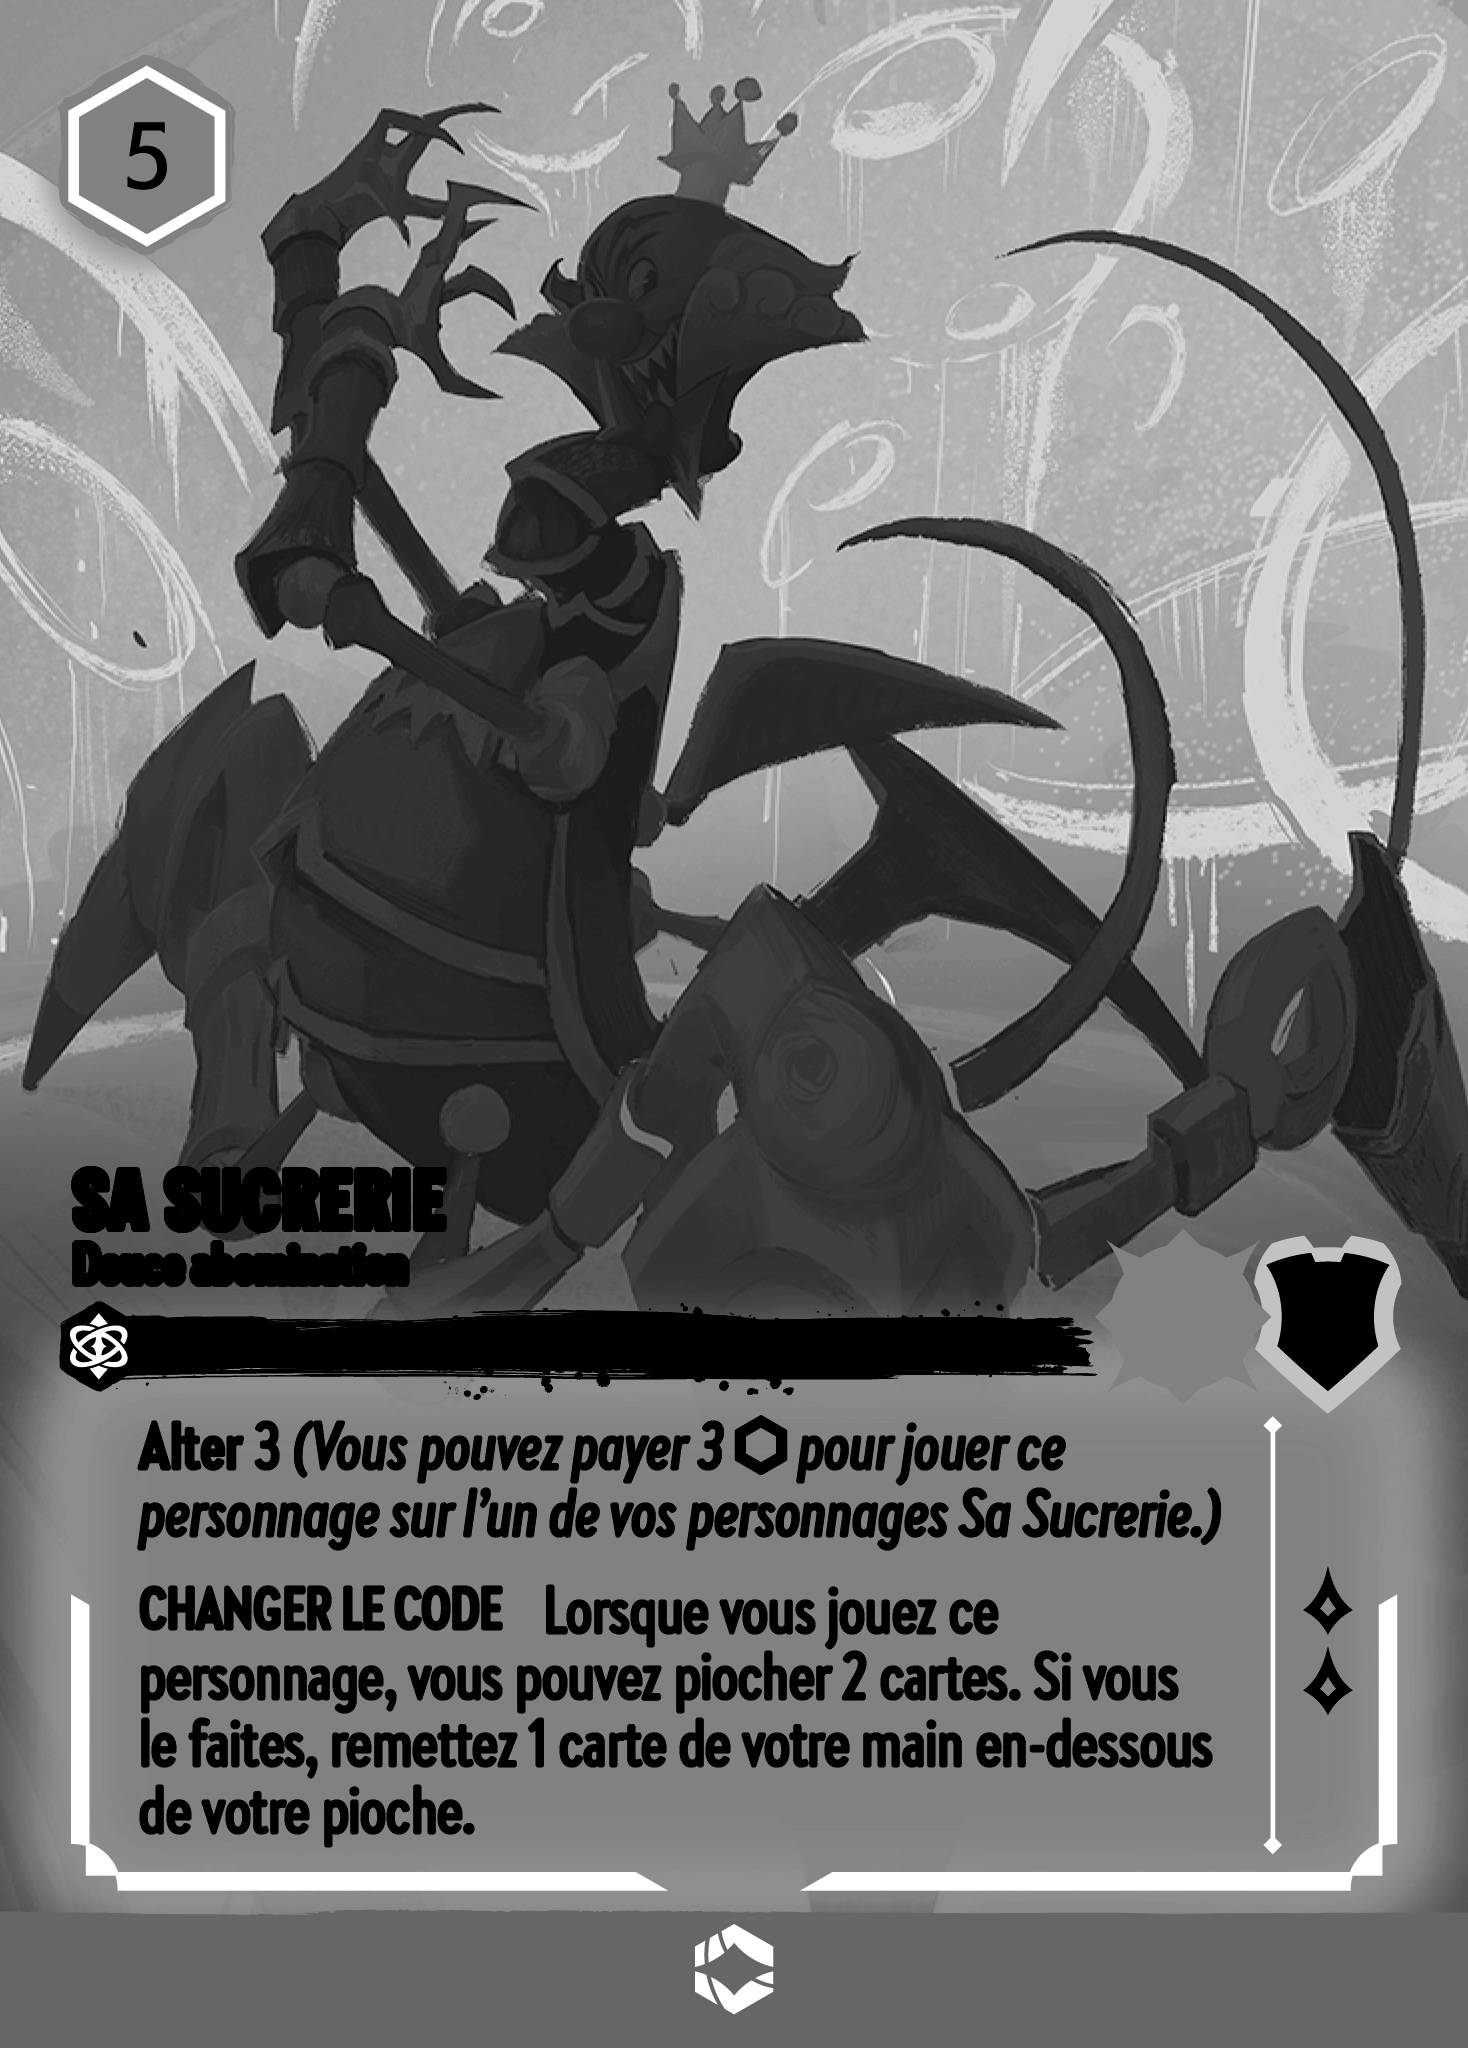 5
SA SUCRERIE
Douce abomination
Alter 3 (Vous pouvez payer 3 pour jouer ce
personnage sur l’un de vos personnages Sa Sucrerie.)
CHANGER LE CODE Lorsque vous jouez ce
personnage, vous pouvez piocher 2 cartes. Si vous
le faites, remettez 1 carte de votre main en-dessous
de votre pioche.